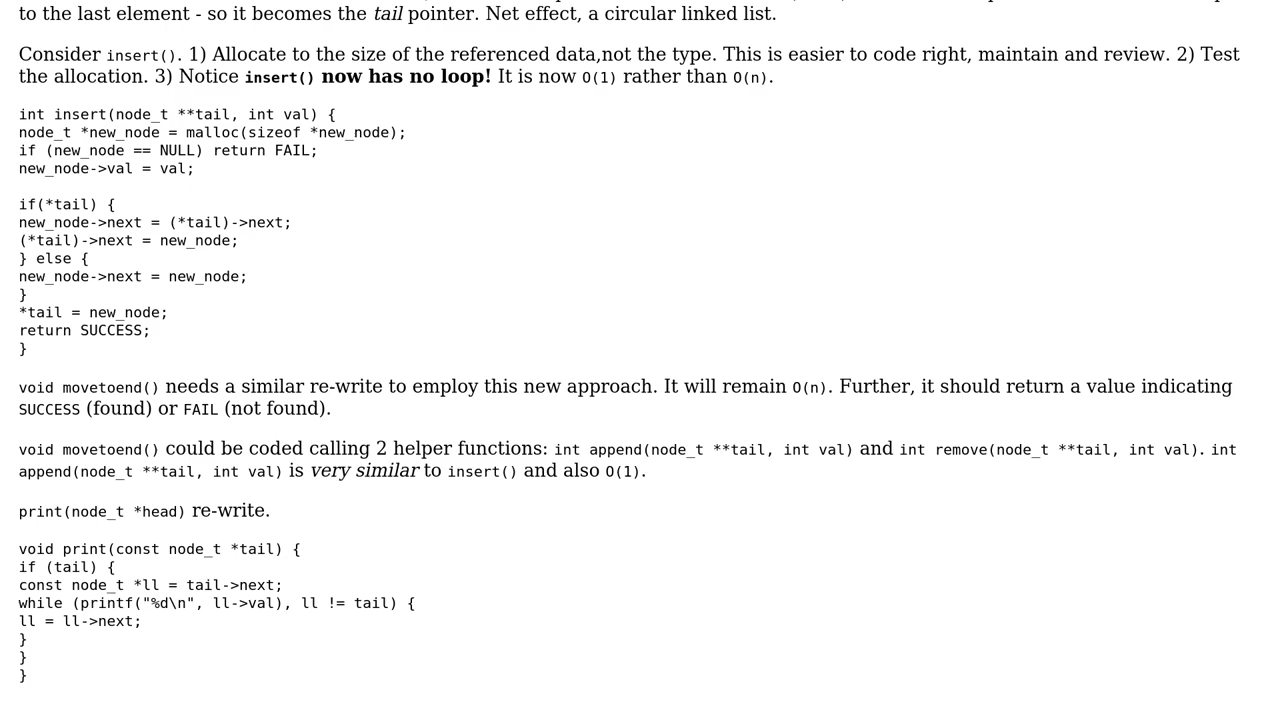 to the last element - so it becomes the tail pointer. Net effect, a circular linked list.
Consider insert(). 1) Allocate to the size of the referenced data,not the type. This is easier to code right, maintain and review. 2) Test
the allocation. 3) Notice insert() now has no loop! It is now O(1) rather than O(n).
int insert(node_t **tail, int val) {
node_t *new_node = malloc(sizeof *new_node);
if (new_node == NULL) return FAIL;
new_node->val = val;
if(*tail) {
new_node->next = (*tail)->next;
(*tail)->next = new_node;
} else {
new_node->next = new_node;
}
*tail = new_node;
return SUCCESS;
}
void movetoend() needs a similar re-write to employ this new approach. It will remain O(n). Further, it should return a value indicating
SUCCESS (found) or FAIL (not found).
void movetoend() could be coded calling 2 helper functions: int append(node_t **tail, int val) and int remove(node_t **tail, int val). int
append(node_t **tail, int val) is very similar to insert() and also O(1).
print(node_t *head) re-write.
void print(const node_t *tail) {
if (tail) {
const node_t *ll = tail->next;
while (printf("%d\n", ll->val), ll != tail) {
ll = ll->next;
}
}
}